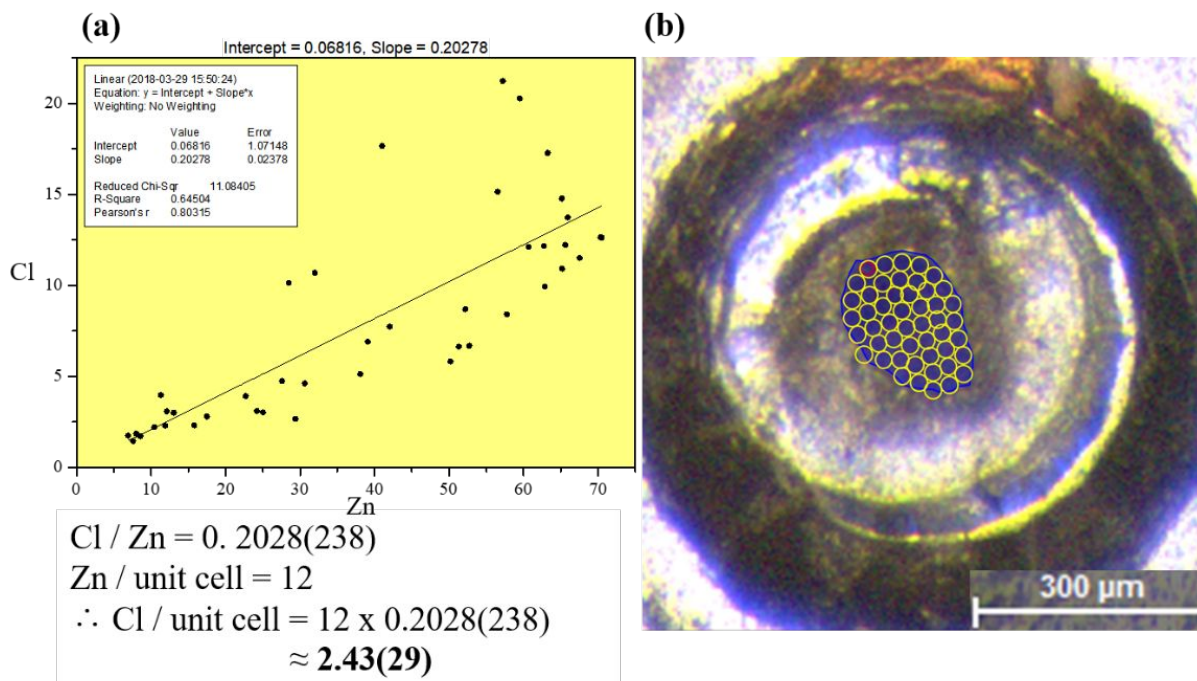 (a)
Intercept = 0.06816, Slope = 0.20278
Linear (2018-03-29 15:50:24)
Equation: y = Intercept + Slope*x
Weighting: No Weighting
Value Error
Intercept 0.06816 1.07148
Slope 0.20278 0.02378
Reduced Chi-Sqr 11.08405
R-Square 0.64504
Pearson's r 0.80315
20
15
10
5
0
Cl
0 10 20 30 40 50 60 70
Zn
Cl / Zn = 0. 2028(238)
Zn / unit cell = 12
∴ Cl / unit cell = 12 x 0.2028(238)
≈ 2.43(29)
(b)
300 µm